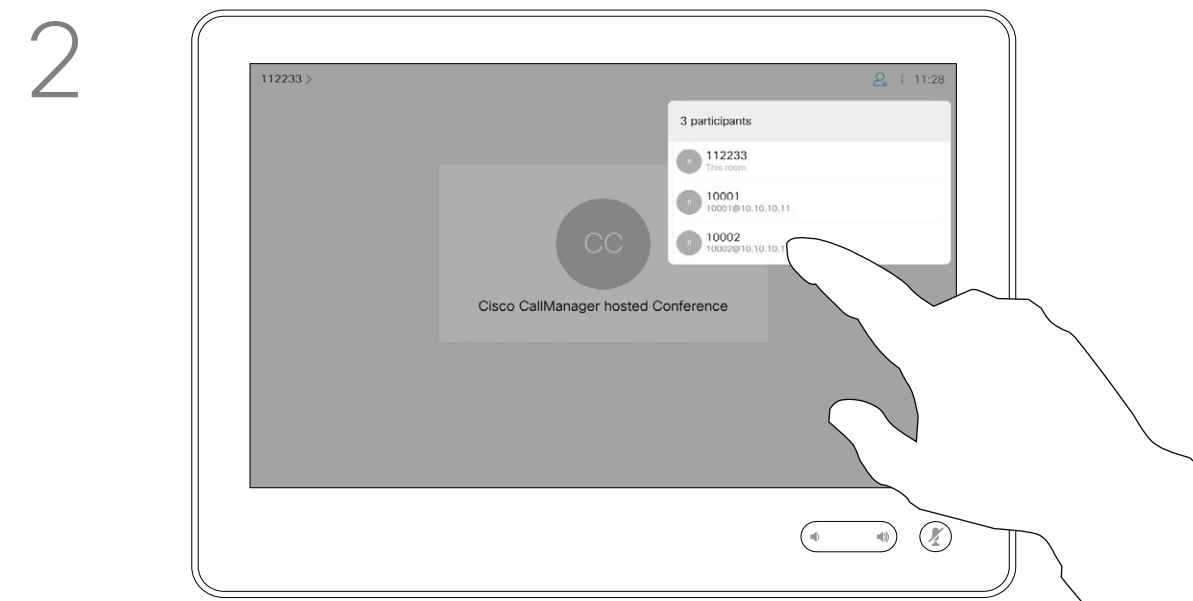 2
112233 >
11:28
3 participants
112233
This room
10001
10001@10.10.10.11
10002
CC
Cisco CallManager hosted Conference